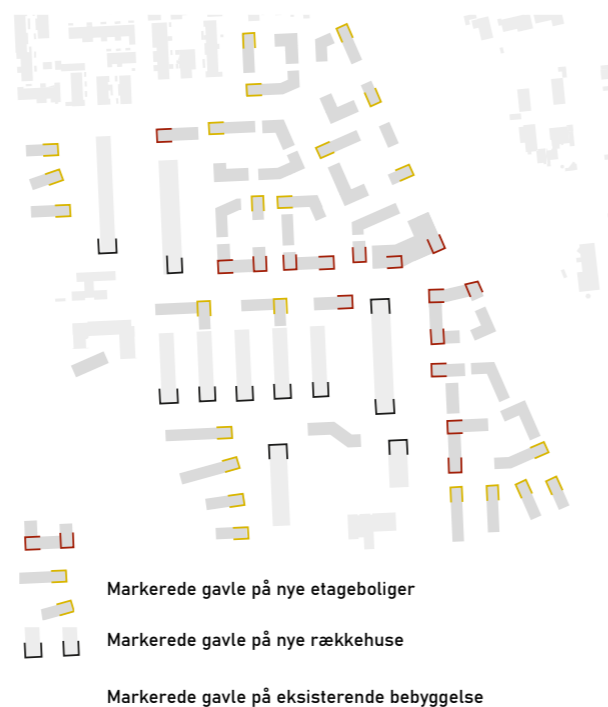 Markerede gavle på nye etageboliger
Markerede gavle på nye rækkehuse
Markerede gavle på eksisterende bebyggelse